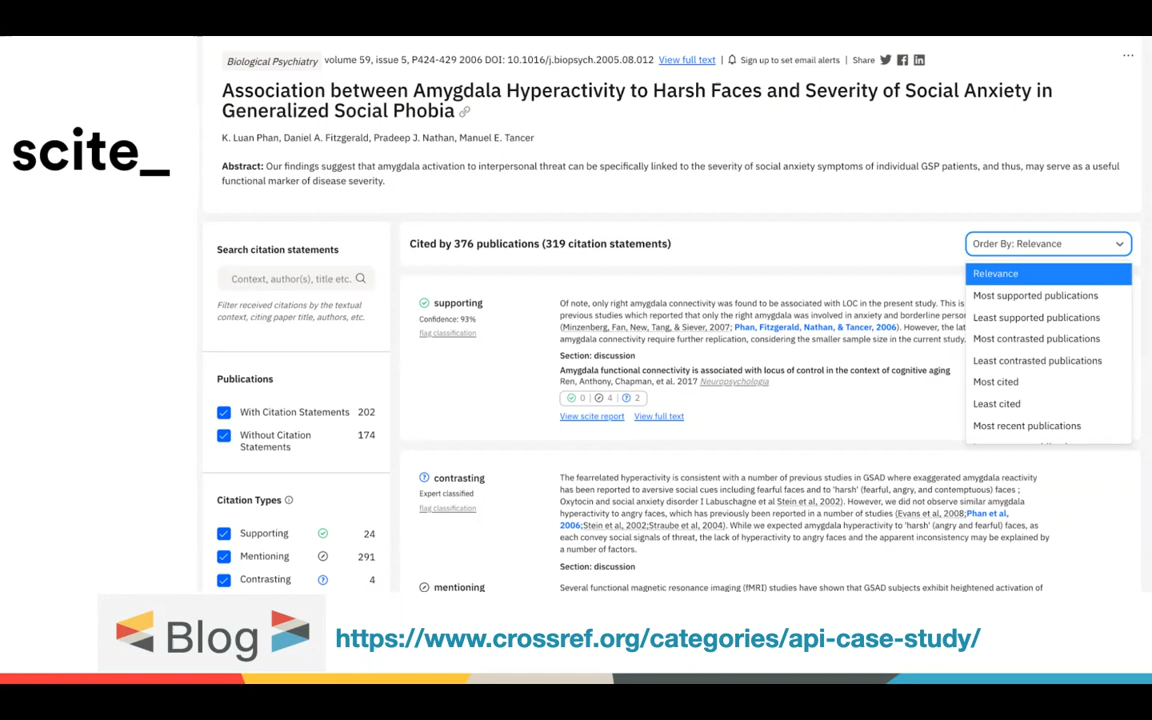 scite_
Biological Psychiatry volume 59, issue 5, P424-429 2006 DOI: 10.1016/j.biopsych.2005.08.012 View full text | Sign up to set email alerts | Share
Association between Amygdala Hyperactivity to Harsh Faces and Severity of Social Anxiety in
Generalized Social Phobia
K. Luan Phan, Daniel A. Fitzgerald, Pradeep J. Nathan, Manuel E. Tancer
Abstract: Our findings suggest that amygdala activation to interpersonal threat can be specifically linked to the severity of social anxiety symptoms of individual GSP patients, and thus, may serve as a useful
functional marker of disease severity.
Search citation statements
Context, author(s), title etc.
Filter received citations by the textual
context, citing paper title, authors, etc.
Publications
With Citation Statements 202
Without Citation 174
Statements
Citation Types
Supporting 24
Mentioning 291
Contrasting 4
Cited by 376 publications (319 citation statements)
Order By: Relevance
Relevance
Most supported publications
Least supported publications
Most contrasted publications
Least contrasted publications
Most cited
Least cited
Most recent publications
supporting
Confidence: 93%
flag classification
Of note, only right amygdala connectivity was found to be associated with LOC in the present study. This is
previous studies which reported that only the right amygdala was involved in anxiety and borderline person
(Minzenberg, Fan, New, Tang, & Siever, 2007; Phan, Fitzgerald, Nathan, & Tancer, 2006). However, the lat
amygdala connectivity require further replication, considering the smaller sample size in the current study.
Section: discussion
Amygdala functional connectivity is associated with locus of control in the context of cognitive aging
Ren, Anthony, Chapman, et al. 2017 Neuropsychologia
0 | 4 | 2
View scite report View full text
contrasting
Expert classified
flag classification
The fearrelated hyperactivity is consistent with a number of previous studies in GSAD where exaggerated amygdala reactivity
has been reported to aversive social cues including fearful faces and to 'harsh' (fearful, angry, and contemptuous) faces ;
Oxytocin and social anxiety disorder I Labuschagne et al Stein et al., 2002). However, we did not observe similar amygdala
hyperactivity to angry faces, which has previously been reported in a number of studies (Evans et al., 2008;Phan et al.,
2006;Stein et al., 2002;Straube et al., 2004). While we expected amygdala hyperactivity to 'harsh' (angry and fearful) faces, as
each convey social signals of threat, the lack of hyperactivity to angry faces and the apparent inconsistency may be explained by
a number of factors.
Section: discussion
mentioning
Several functional magnetic resonance imaging (fMRI) studies have shown that GSAD subjects exhibit heightened activation of
Blog
https://www.crossref.org/categories/api-case-study/